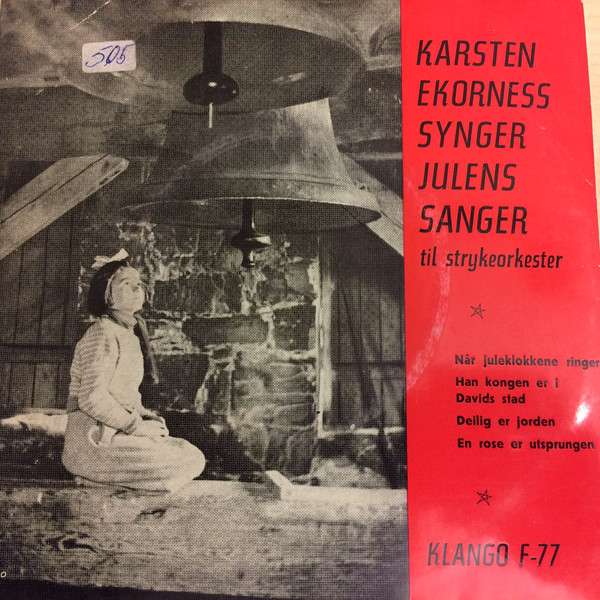 505
KARSTEN
EKORNESS
SYNGER
JULENS
SANGER
til strykeorkester
Når juleklokkene ringer
Han kongen er i
Davids stad
Deilig er jorden
En rose er utsprungen
KLANGO F-77